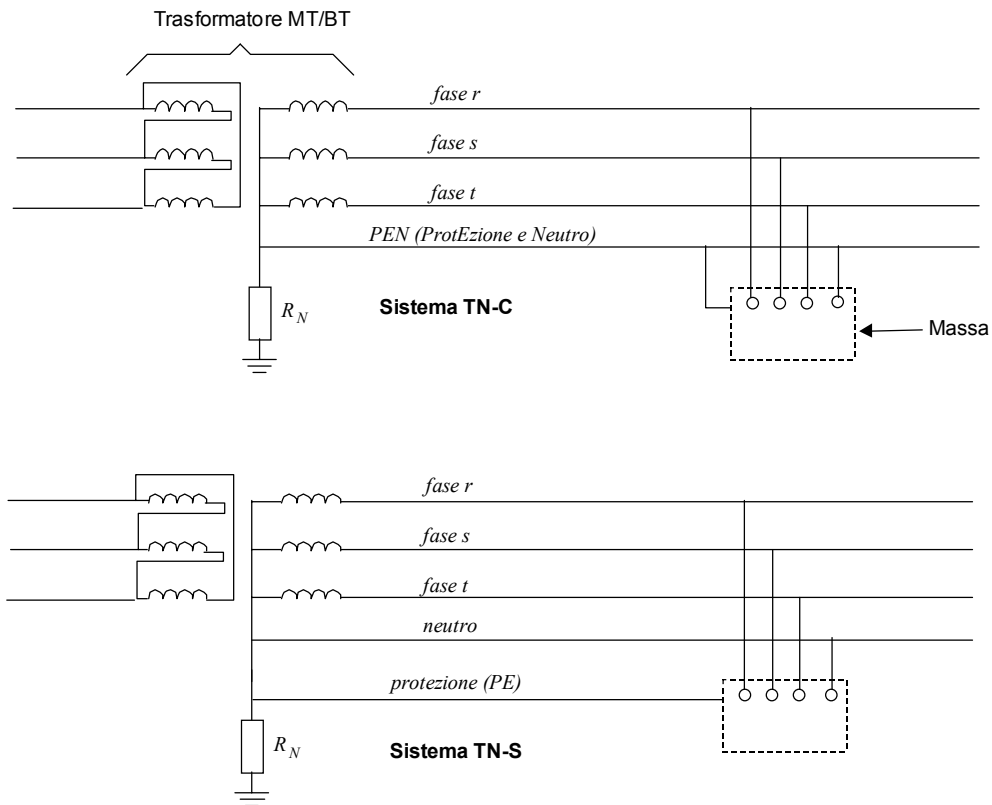 Trasformatore MT/BT
fase r
fase s
fase t
PEN (ProtEzione e Neutro)
R_N
Sistema TN-C
Massa
fase r
fase s
fase t
neutro
protezione (PE)
R_N
Sistema TN-S